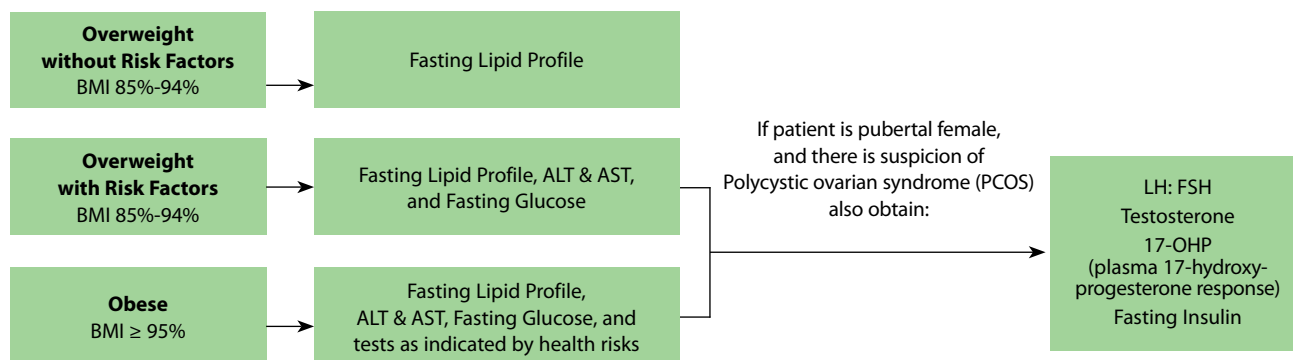 Overweight
without Risk Factors
BMI 85%-94%
Fasting Lipid Profile
Overweight
with Risk Factors
BMI 85%-94%
Fasting Lipid Profile, ALT & AST,
and Fasting Glucose
Obese
BMI ≥ 95%
Fasting Lipid Profile,
ALT & AST, Fasting Glucose, and
tests as indicated by health risks
If patient is pubertal female,
and there is suspicion of
Polycystic ovarian syndrome (PCOS)
also obtain:
LH: FSH
Testosterone
17-OHP
(plasma 17-hydroxy-
progesterone response)
Fasting Insulin